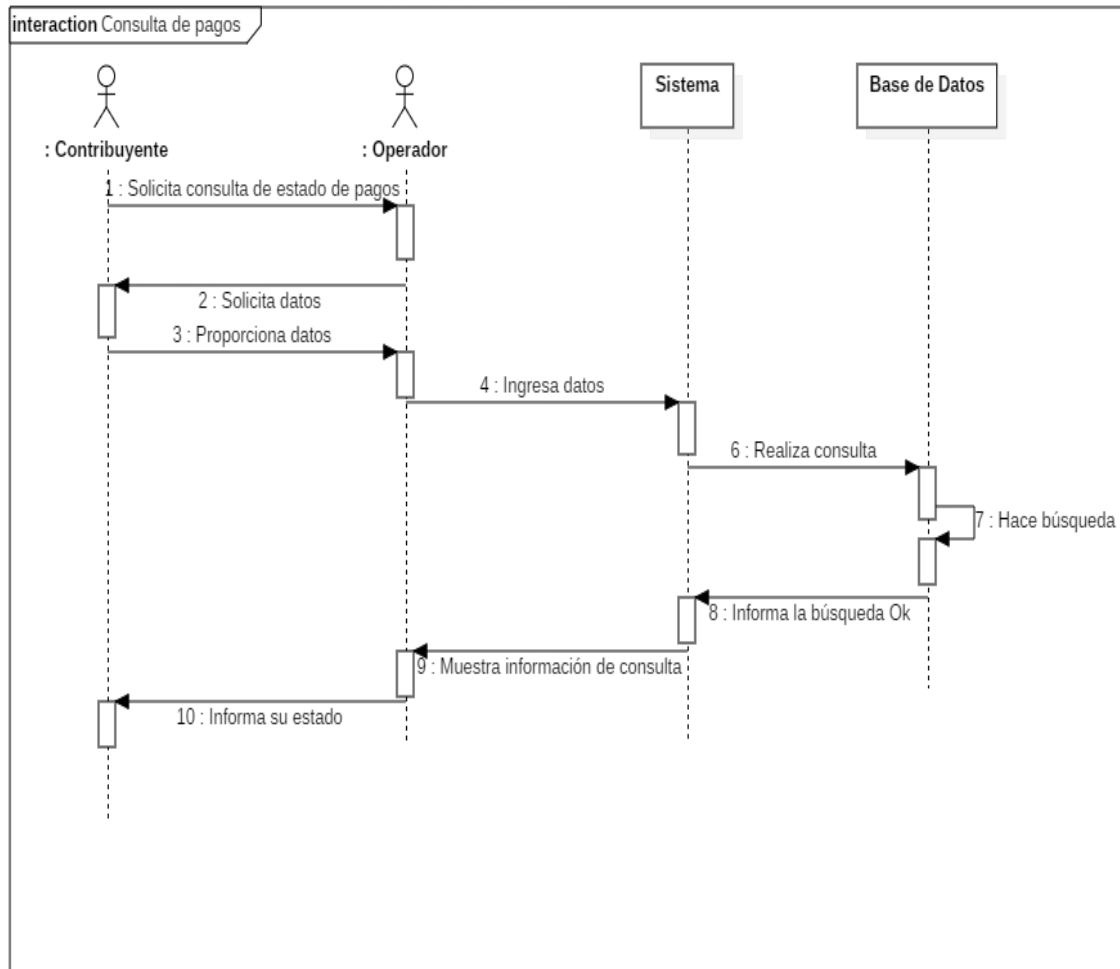 interaction Consulta de pagos
Sistema
Base de Datos
: Contribuyente
: Operador
1 : Solicita consulta de estado de pagos
2 : Solicita datos
3 : Proporciona datos
4 : Ingresa datos
6 : Realiza consulta
7 : Hace búsqueda
8 : Informa la búsqueda Ok
9 : Muestra información de consulta
10 : Informa su estado